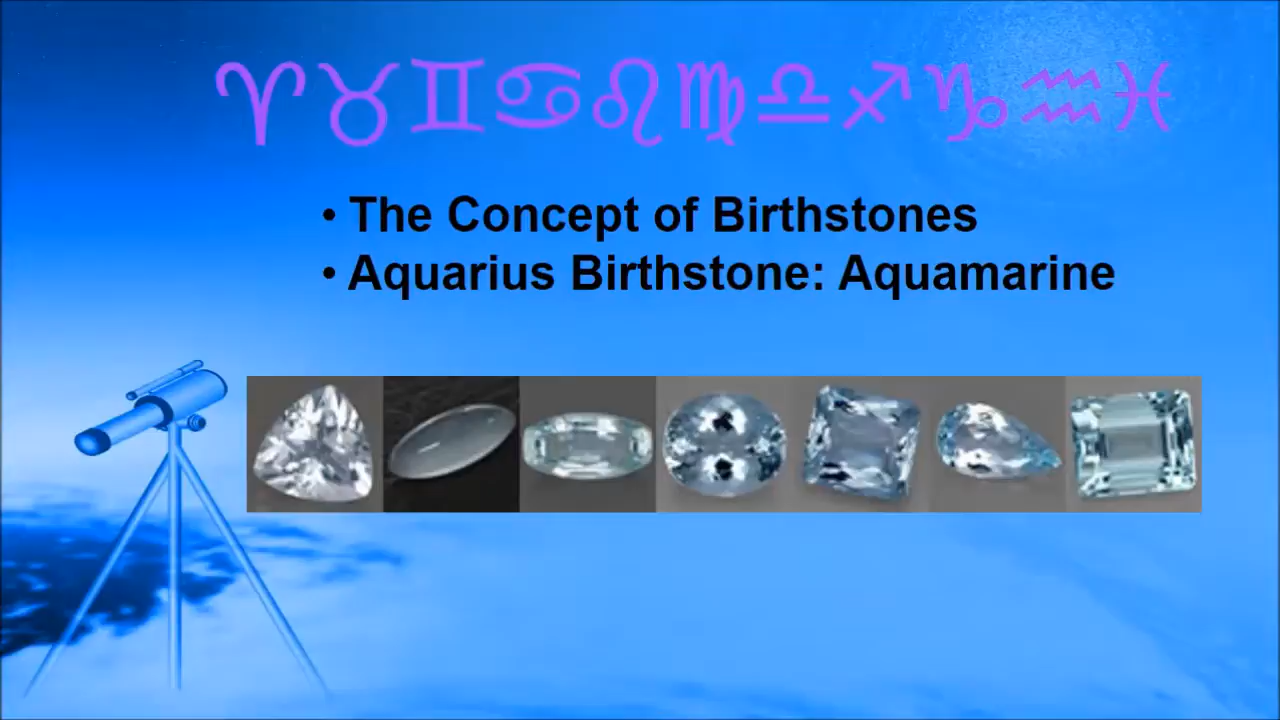 ♈♉♊♋♌♍♎♐♑♒♓
• The Concept of Birthstones
• Aquarius Birthstone: Aquamarine